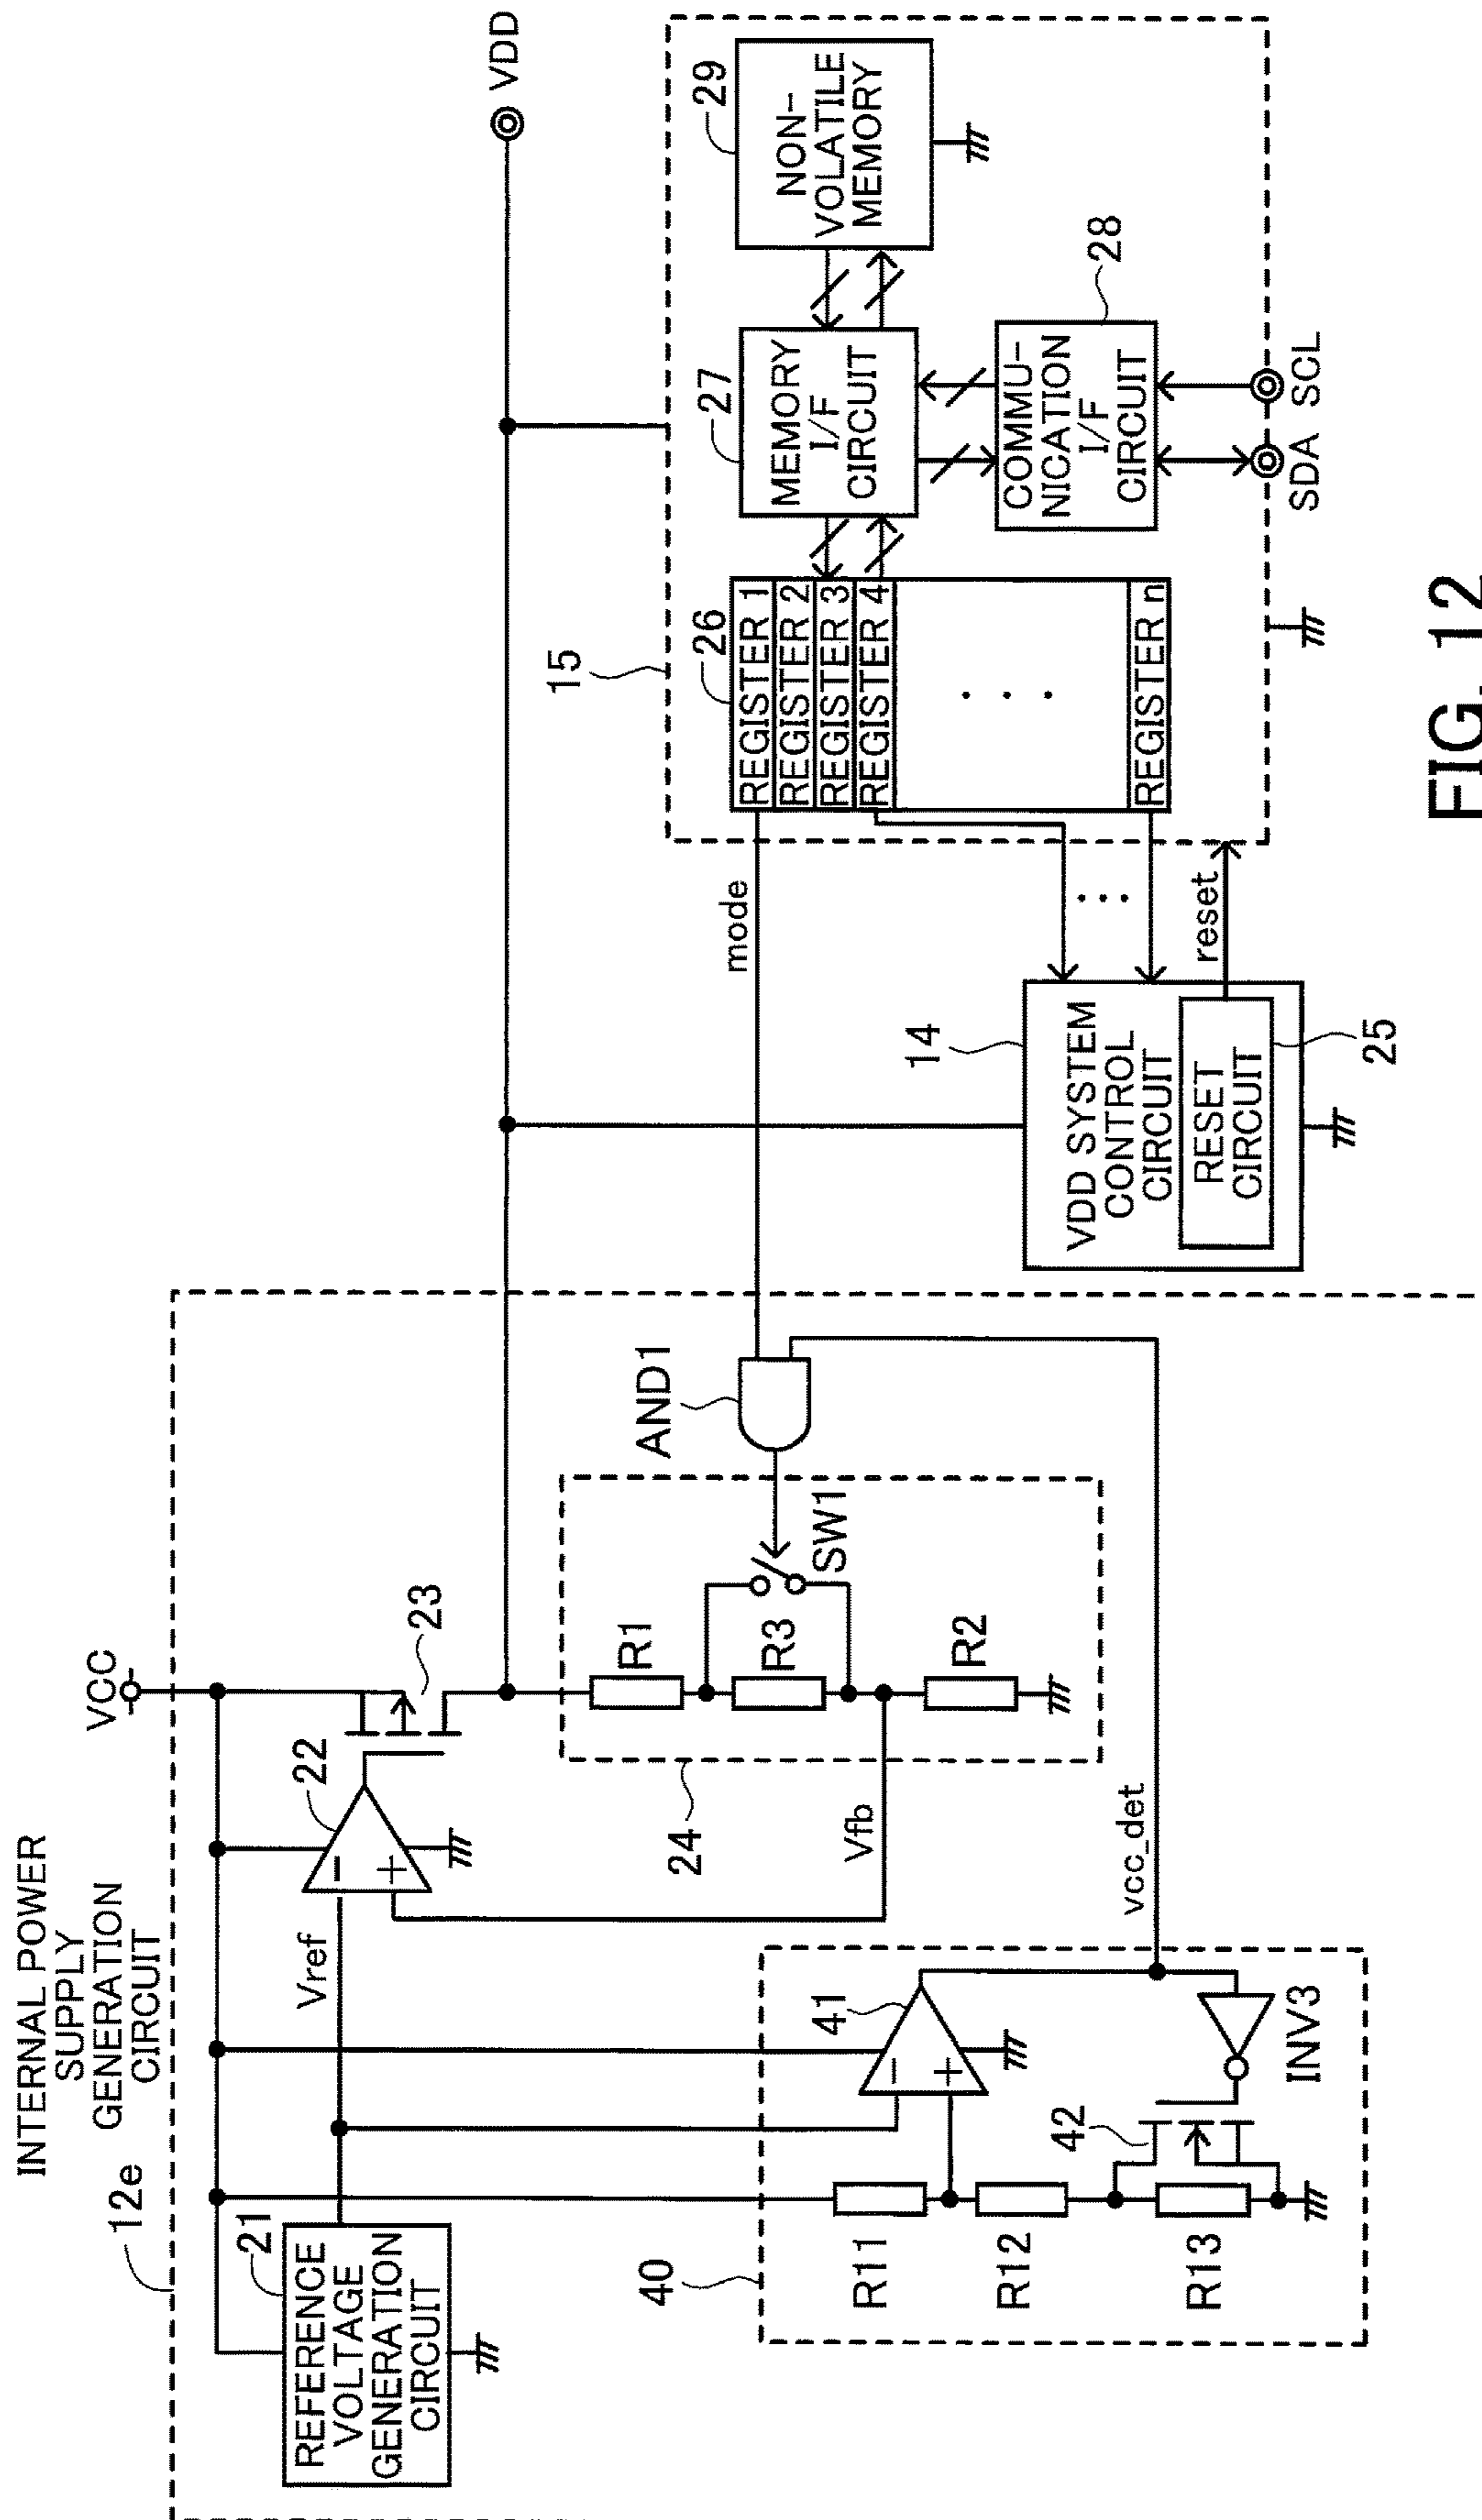 INTERNAL POWER
SUPPLY
GENERATION
CIRCUIT
12e
VCC
VDD
21
REFERENCE
VOLTAGE
GENERATION
CIRCUIT
Vref
22
−
+
23
24
R1
R3
R2
SW1
Vfb
AND1
mode
40
R11
R12
R13
41
−
+
42
INV3
vcc_det
14
VDD SYSTEM
CONTROL
CIRCUIT
RESET
CIRCUIT
25
reset
15
26
REGISTER 1
REGISTER 2
REGISTER 3
REGISTER 4
REGISTER n
27
MEMORY
I/F
CIRCUIT
29
NON-
VOLATILE
MEMORY
28
COMMU-
NICATION
I/F
CIRCUIT
SDA
SCL
FIG. 12